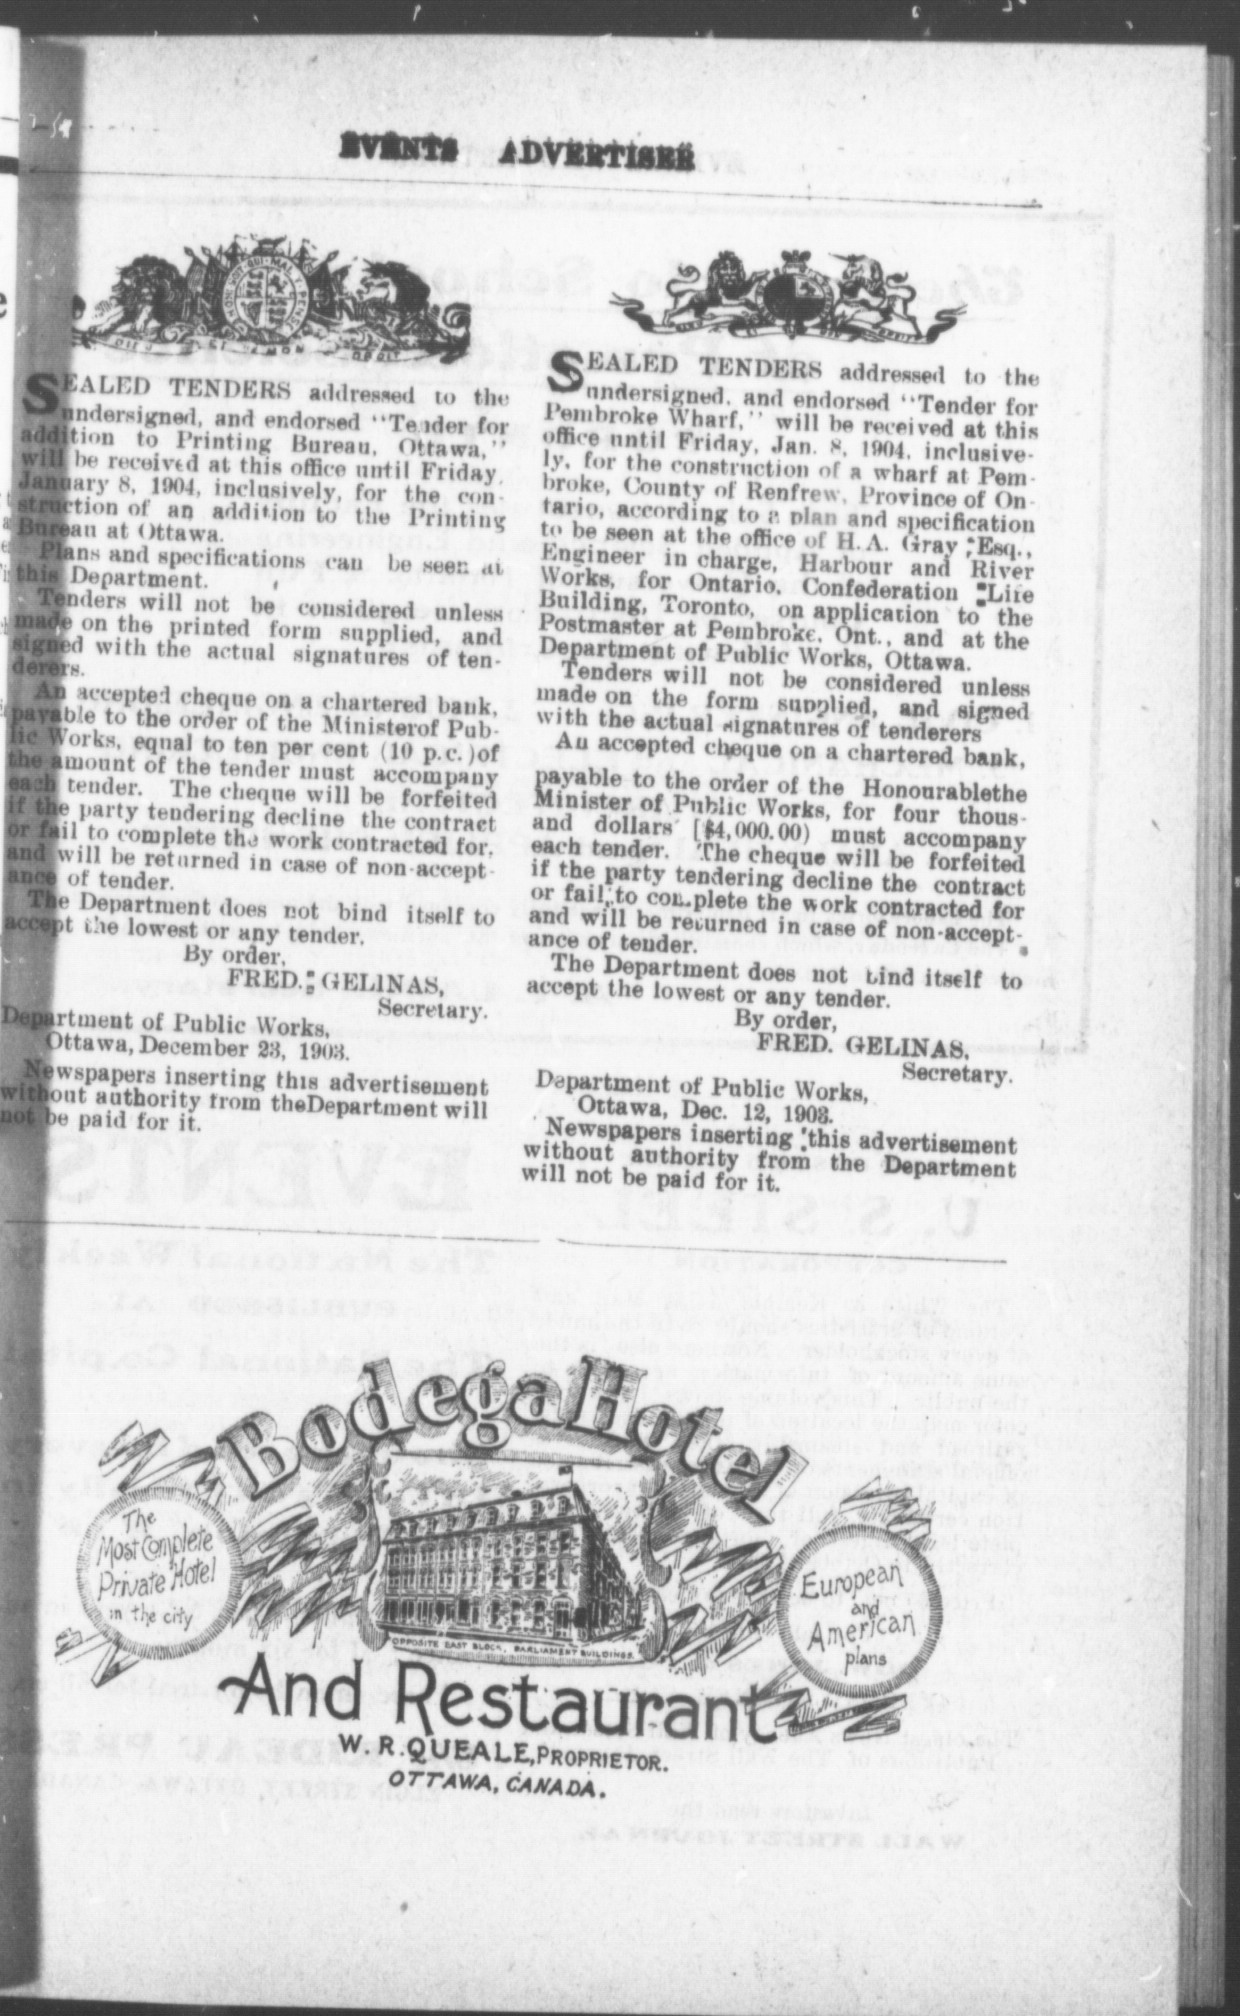 EVENTS ADVERTISER
SEALED TENDERS addressed to the
undersigned, and endorsed "Tender for
addition to Printing Bureau, Ottawa,"
will be received at this office until Friday,
January 8, 1904, inclusively, for the con-
struction of an addition to the Printing
Bureau at Ottawa.
Plans and specifications can be seen at
this Department.
Tenders will not be considered unless
made on the printed form supplied, and
signed with the actual signatures of ten-
derers.
An accepted cheque on a chartered bank,
payable to the order of the Ministerof Pub-
lic Works, equal to ten per cent (10 p.c.)of
the amount of the tender must accompany
each tender. The cheque will be forfeited
if the party tendering decline the contract
or fail to complete the work contracted for,
and will be returned in case of non-accept-
ance of tender.
The Department does not bind itself to
accept the lowest or any tender.
By order,
FRED. GELINAS,
Secretary.
Department of Public Works,
Ottawa, December 23, 1903.
Newspapers inserting this advertisement
without authority from theDepartment will
not be paid for it.
SEALED TENDERS addressed to the
undersigned, and endorsed "Tender for
Pembroke Wharf," will be received at this
office until Friday, Jan. 8, 1904, inclusive-
ly, for the construction of a wharf at Pem-
broke, County of Renfrew, Province of On-
tario, according to a plan and specification
to be seen at the office of H.A. Gray, Esq.,
Engineer in charge, Harbour and River
Works, for Ontario, Confederation Life
Building, Toronto, on application to the
Postmaster at Pembroke, Ont., and at the
Department of Public Works, Ottawa.
Tenders will not be considered unless
made on the form supplied, and signed
with the actual signatures of tenderers
An accepted cheque on a chartered bank,
payable to the order of the Honourablethe
Minister of Public Works, for four thous-
and dollars ($4,000.00) must accompany
each tender. The cheque will be forfeited
if the party tendering decline the contract
or fail to complete the work contracted for
and will be returned in case of non-accept-
ance of tender.
The Department does not bind itself to
accept the lowest or any tender.
By order,
FRED. GELINAS,
Secretary.
Department of Public Works,
Ottawa, Dec. 12, 1903.
Newspapers inserting this advertisement
without authority from the Department
will not be paid for it.
Bodega Hotel
The
Most Complete
Private Hotel
in the city
European
and
American
plans
OPPOSITE EAST BLOCK, PARLIAMENT BUILDINGS.
And Restaurant
W. R. QUEALE, PROPRIETOR.
OTTAWA, CANADA.